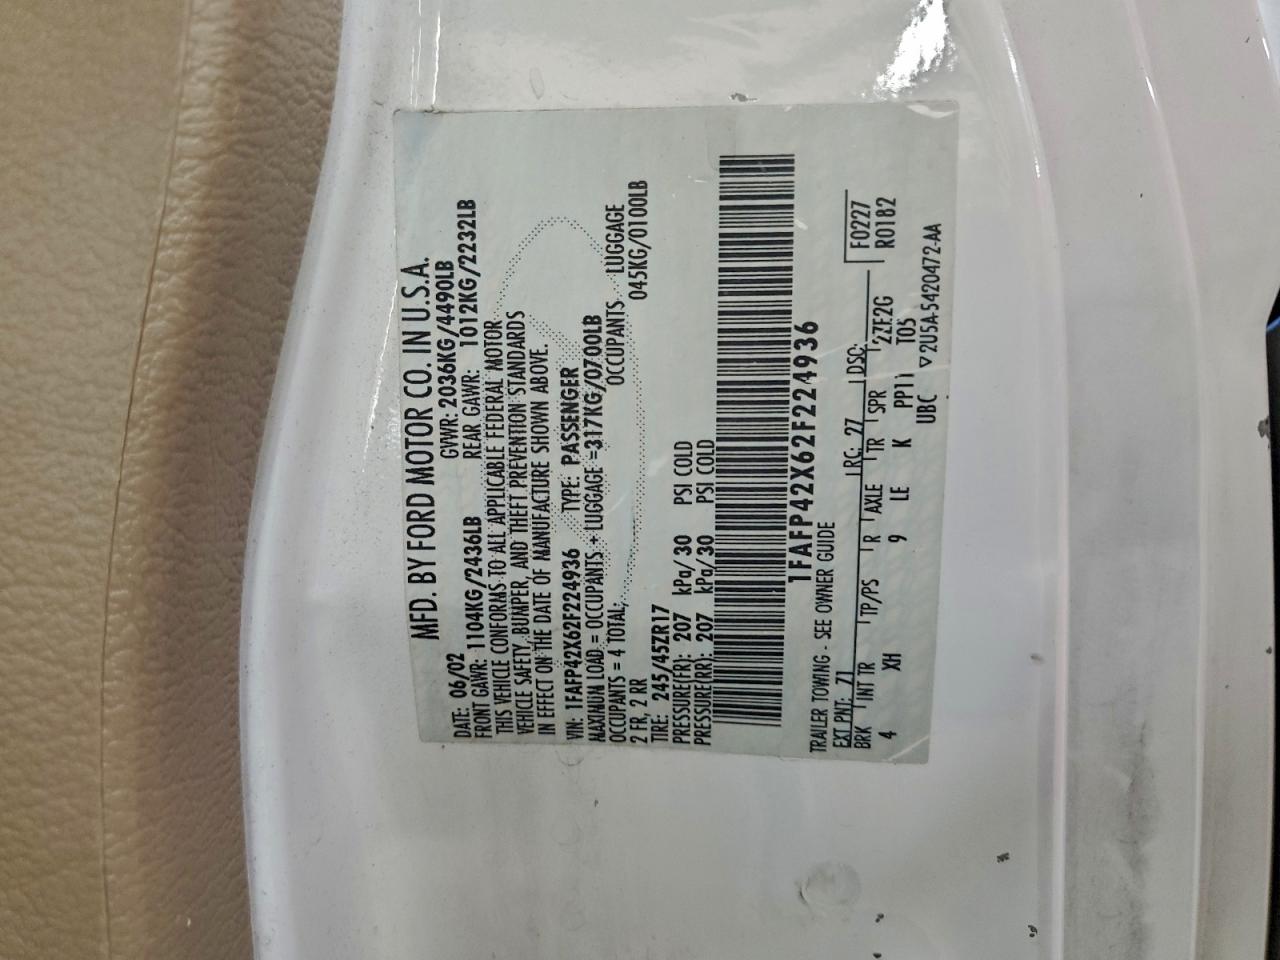 MFD. BY FORD MOTOR CO. IN U.S.A.
DATE: 06/02 GVWR: 2036KG/4490LB
FRONT GAWR: 1104KG/2436LB REAR GAWR: 1012KG/2232LB
THIS VEHICLE CONFORMS TO ALL APPLICABLE FEDERAL MOTOR
VEHICLE SAFETY, BUMPER, AND THEFT PREVENTION STANDARDS
IN EFFECT ON THE DATE OF MANUFACTURE SHOWN ABOVE.
VIN: 1FAFP42X62F224936 TYPE: PASSENGER
MAXIMUM LOAD = OCCUPANTS + LUGGAGE =317KG/0700LB
OCCUPANTS = 4 TOTAL, OCCUPANTS LUGGAGE
2 FR, 2 RR 045KG/0100LB
TIRE: 245/45ZR17
PRESSURE(FR): 207 kPa/ 30 PSI COLD
PRESSURE(RR): 207 kPa/ 30 PSI COLD
1FAFP42X62F224936
TRAILER TOWING - SEE OWNER GUIDE
EXT PNT: Z1 RC: 27 DSO: F0227
BRK INT TR TP/PS R AXLE TR SPR 2ZF2G R0182
4 XH 9 LE K PP11 T05
UBC ▽2U5A-5420472-AA